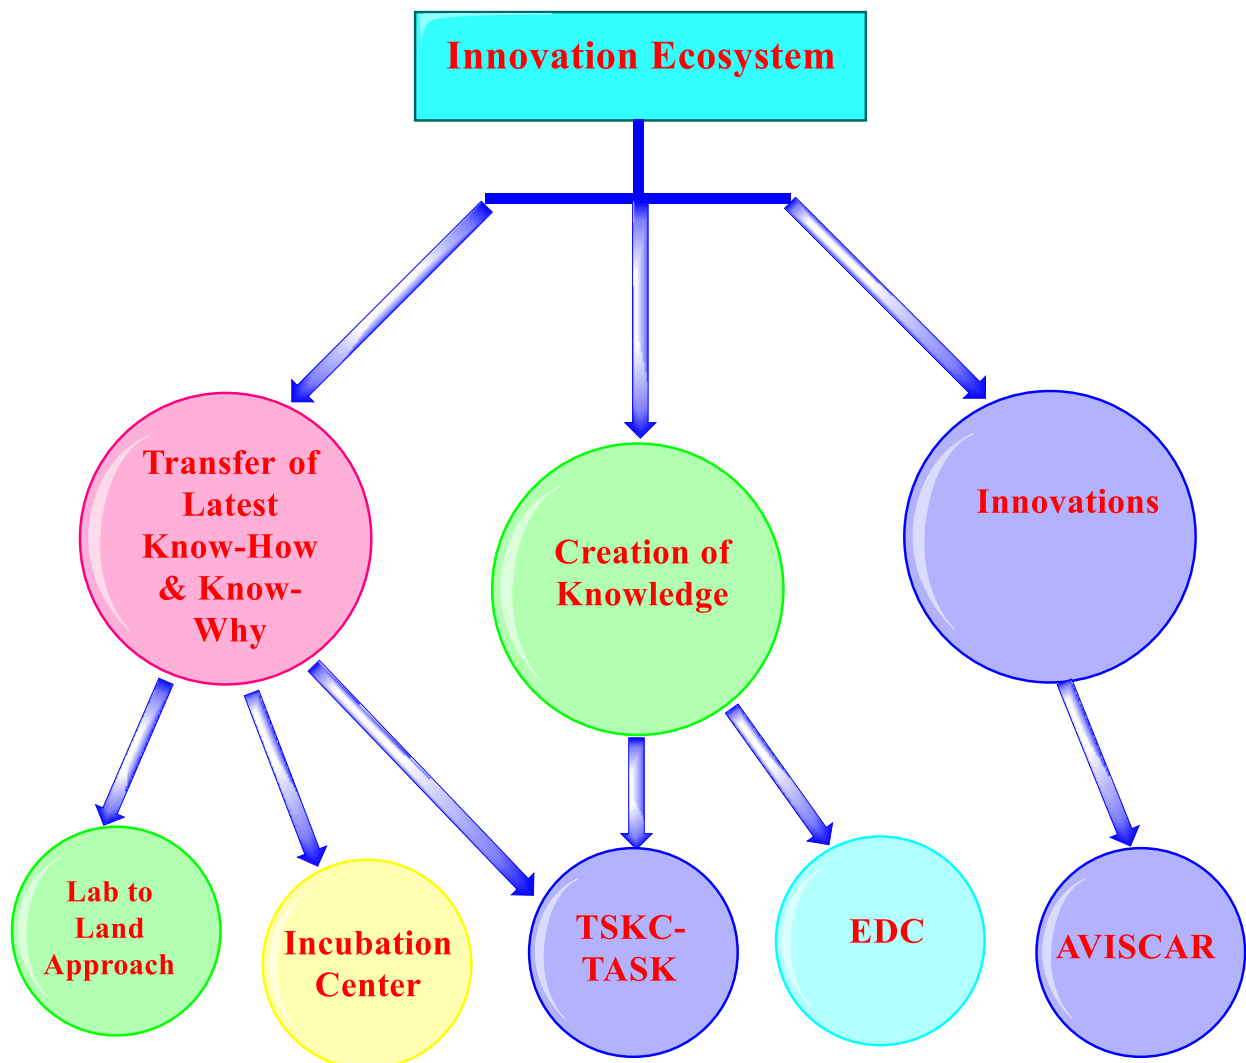 Innovation Ecosystem
Transfer of
Latest
Know-How
& Know-
Why
Creation of
Knowledge
Innovations
Lab to
Land
Approach
Incubation
Center
TSKC-
TASK
EDC
AVISCAR